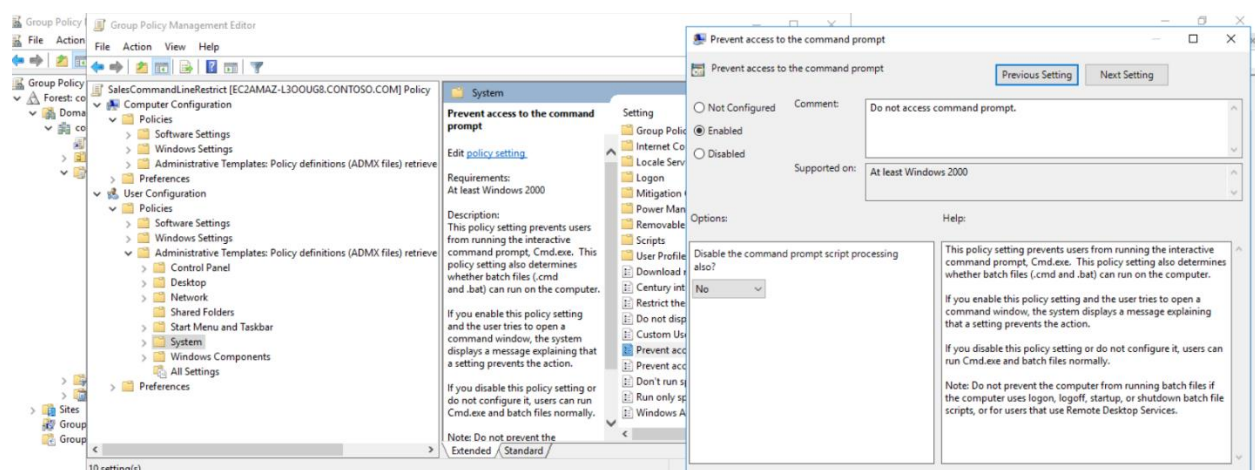 Group Policy
File Action
Group Policy
Forest: co
Doma
co
Sites
Group
Group
Group Policy Management Editor
File Action View Help
SalesCommandLineRestrict [EC2AMAZ-L3OOUG8.CONTOSO.COM] Policy
Computer Configuration
Policies
Software Settings
Windows Settings
Administrative Templates: Policy definitions (ADMX files) retrieve
Preferences
User Configuration
Policies
Software Settings
Windows Settings
Administrative Templates: Policy definitions (ADMX files) retrieve
Control Panel
Desktop
Network
Shared Folders
Start Menu and Taskbar
System
Windows Components
All Settings
Preferences
10 setting(s)
System
Prevent access to the command
prompt
Edit policy setting
Requirements:
At least Windows 2000
Description:
This policy setting prevents users
from running the interactive
command prompt, Cmd.exe. This
policy setting also determines
whether batch files (.cmd
and .bat) can run on the computer.
If you enable this policy setting
and the user tries to open a
command window, the system
displays a message explaining that
a setting prevents the action.
If you disable this policy setting or
do not configure it, users can run
Cmd.exe and batch files normally.
Note: Do not prevent the
Extended Standard
Setting
Group Polic
Internet Co
Locale Serv
Logon
Mitigation
Power Man
Removable
Scripts
User Profile
Download
Century int
Restrict the
Do not disp
Custom Use
Prevent acc
Prevent acc
Don't run sp
Run only sp
Windows A
Prevent access to the command prompt
Prevent access to the command prompt
Previous Setting
Next Setting
Not Configured
Enabled
Disabled
Comment:
Do not access command prompt.
Supported on:
At least Windows 2000
Options:
Help:
Disable the command prompt script processing
also?
No
This policy setting prevents users from running the interactive
command prompt, Cmd.exe. This policy setting also determines
whether batch files (.cmd and .bat) can run on the computer.
If you enable this policy setting and the user tries to open a
command window, the system displays a message explaining
that a setting prevents the action.
If you disable this policy setting or do not configure it, users can
run Cmd.exe and batch files normally.
Note: Do not prevent the computer from running batch files if
the computer uses logon, logoff, startup, or shutdown batch file
scripts, or for users that use Remote Desktop Services.